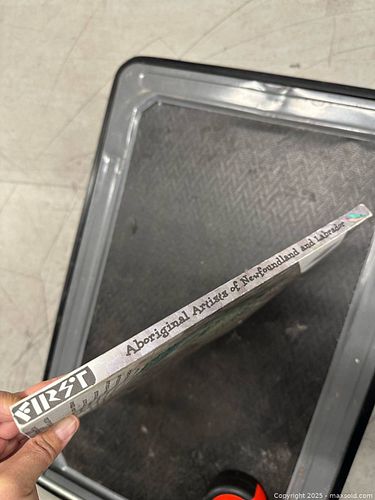 FIRST Aboriginal Artists of Newfoundland and Labrador
Copyright 2025 - maxsold.com